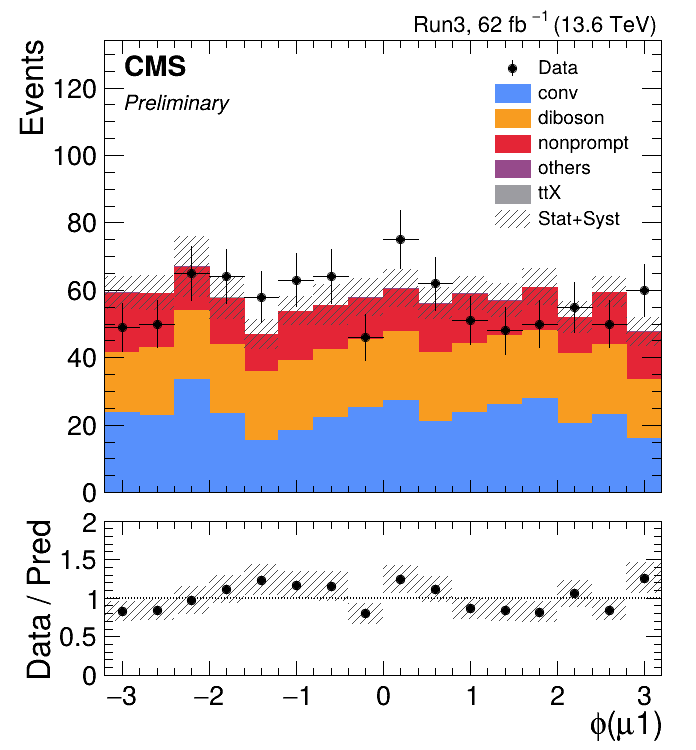 Run3, 62 fb⁻¹ (13.6 TeV)
CMS
Preliminary
Events
120
100
80
60
40
20
0
Data
conv
diboson
nonprompt
others
ttX
Stat+Syst
Data / Pred
2
1.5
1
0.5
0
−3 −2 −1 0 1 2 3
ϕ(μ1)